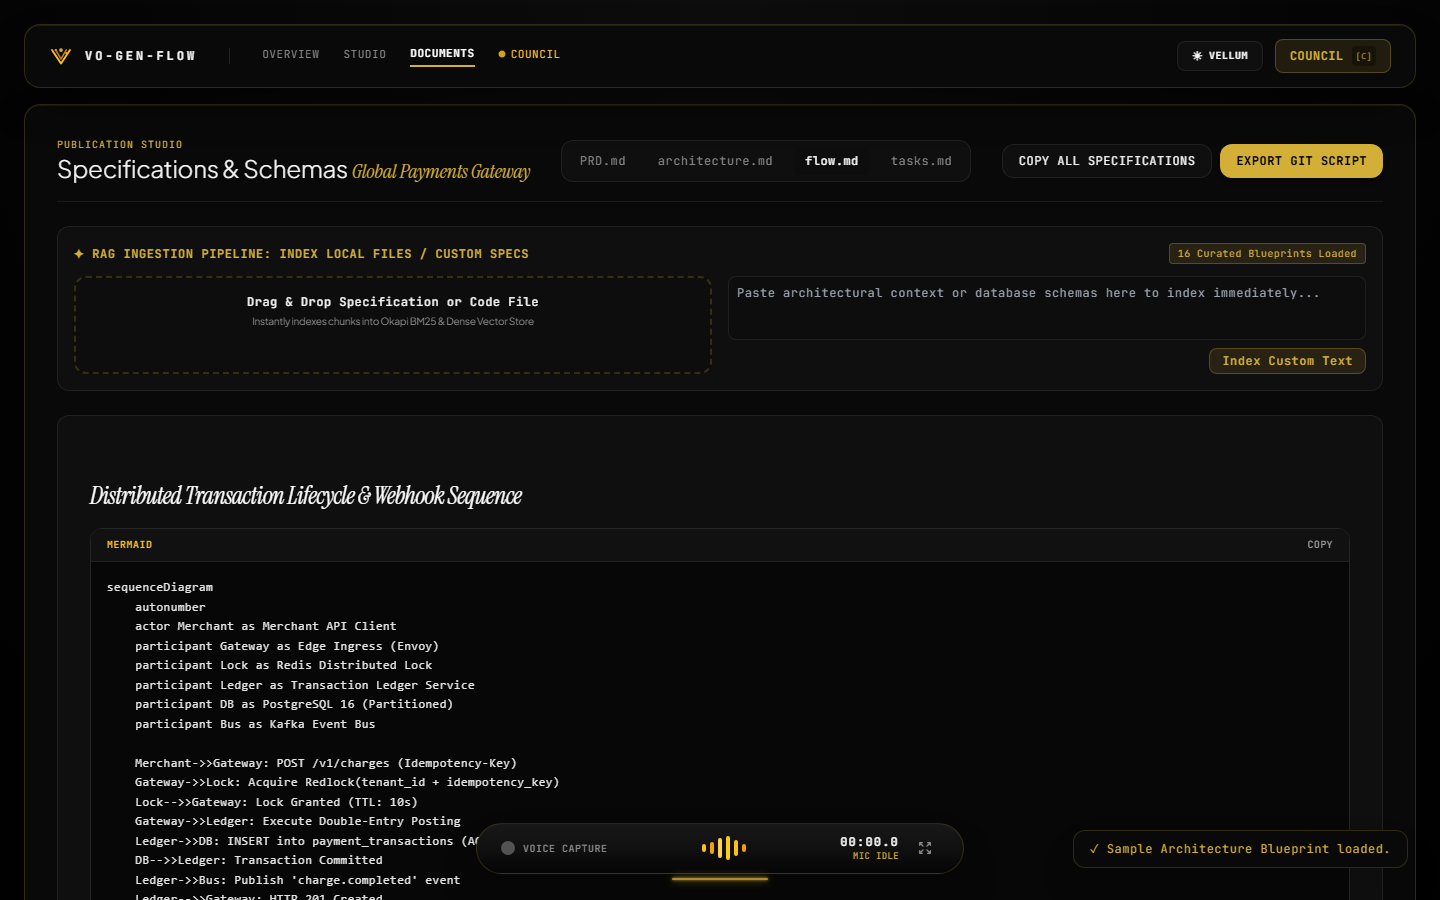 VO-GEN-FLOW
OVERVIEW
STUDIO
DOCUMENTS
COUNCIL
VELLUM
COUNCIL [C]
PUBLICATION STUDIO
Specifications & Schemas Global Payments Gateway
PRD.md
architecture.md
flow.md
tasks.md
COPY ALL SPECIFICATIONS
EXPORT GIT SCRIPT
✦ RAG INGESTION PIPELINE: INDEX LOCAL FILES / CUSTOM SPECS
16 Curated Blueprints Loaded
Drag & Drop Specification or Code File
Instantly indexes chunks into Okapi BM25 & Dense Vector Store
Paste architectural context or database schemas here to index immediately...
Index Custom Text
Distributed Transaction Lifecycle & Webhook Sequence
MERMAID
COPY
sequenceDiagram
autonumber
actor Merchant as Merchant API Client
participant Gateway as Edge Ingress (Envoy)
participant Lock as Redis Distributed Lock
participant Ledger as Transaction Ledger Service
participant DB as PostgreSQL 16 (Partitioned)
participant Bus as Kafka Event Bus
Merchant->>Gateway: POST /v1/charges (Idempotency-Key)
Gateway->>Lock: Acquire Redlock(tenant_id + idempotency_key)
Lock-->>Gateway: Lock Granted (TTL: 10s)
Gateway->>Ledger: Execute Double-Entry Posting
Ledger->>DB: INSERT into payment_transactions
DB-->>Ledger: Transaction Committed
Ledger->>Bus: Publish 'charge.completed' event
Ledger-->>Gateway: HTTP 201 Created
VOICE CAPTURE
00:00.0
MIC IDLE
✓ Sample Architecture Blueprint loaded.